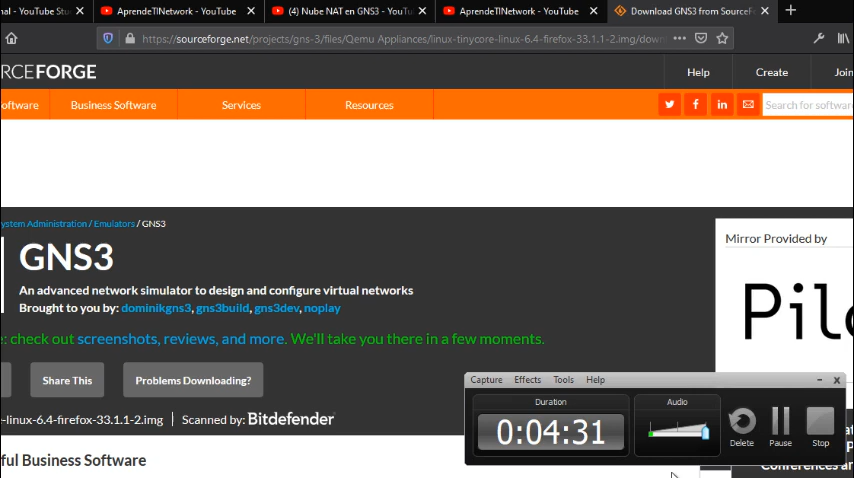 nal - YouTube Stu
AprendeTINetwork - YouTube
(4) Nube NAT en GNS3 - YouTu
AprendeTINetwork - YouTube
Download GNS3 from SourceF
https://sourceforge.net/projects/gns-3/files/Qemu Appliances/linux-tinycore-linux-6.4-firefox-33.1.1-2.img/down
RCEFORGE
Help
Create
Join
oftware
Business Software
Services
Resources
Search for software
ystem Administration / Emulators / GNS3
GNS3
An advanced network simulator to design and configure virtual networks
Brought to you by: dominikgns3, gns3build, gns3dev, noplay
e: check out screenshots, reviews, and more. We'll take you there in a few moments.
Share This
Problems Downloading?
e-linux-6.4-firefox-33.1.1-2.img | Scanned by: Bitdefender
ful Business Software
Mirror Provided by
Pilo
Capture Effects Tools Help
Duration
0:04:31
Audio
Delete
Pause
Stop
Conferences an